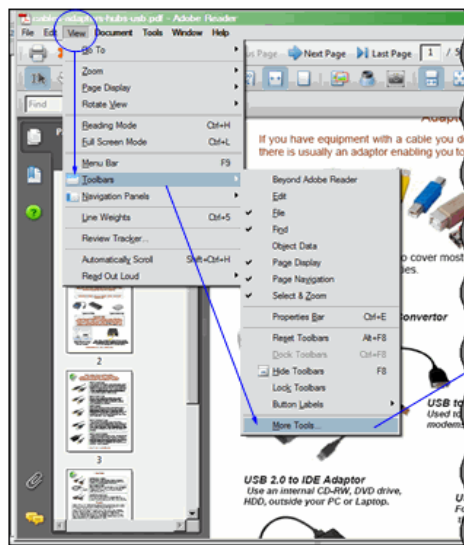 cable-adaptors-hubs-usb.pdf - Adobe Reader
File Edit View Document Tools Window Help
Page Next Page Last Page 1 / 5
Find
Go To
Zoom
Page Display
Rotate View
Reading Mode Ctrl+H
Full Screen Mode Ctrl+L
Menu Bar F9
Toolbars
Navigation Panels
Line Weights Ctrl+5
Review Tracker...
Automatically Scroll Shift+Ctrl+H
Read Out Loud
Beyond Adobe Reader
Edit
File
Find
Object Data
Page Display
Page Navigation
Select & Zoom
Properties Bar Ctrl+E
Reset Toolbars Alt+F8
Dock Toolbars Ctrl+F8
Hide Toolbars F8
Lock Toolbars
Button Labels
More Tools...
If you have equipment with a cable you
there is usually an adaptor enabling you to
o cover most
ies.
onvertor
USB to
Used to
modems
2
3
USB 2.0 to IDE Adaptor
Use an internal CD-RW, DVD drive,
HDD, outside your PC or Laptop.